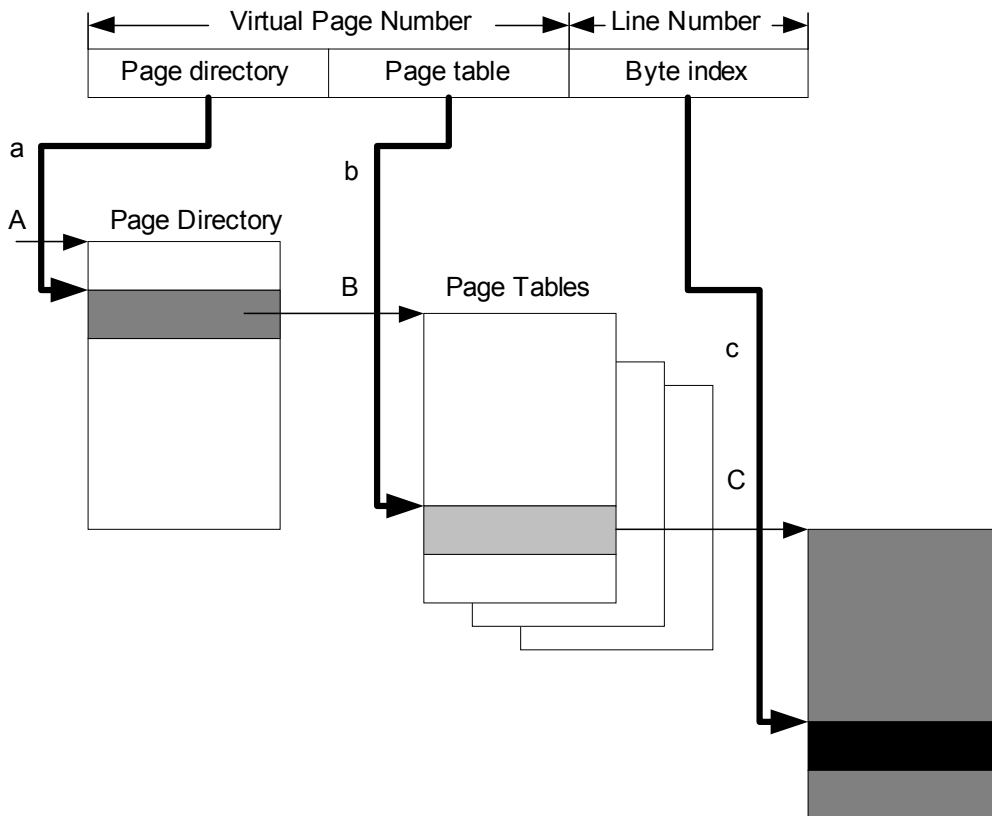 Virtual Page Number Line Number
Page directory Page table Byte index
a
b
A
Page Directory
B
Page Tables
c
C